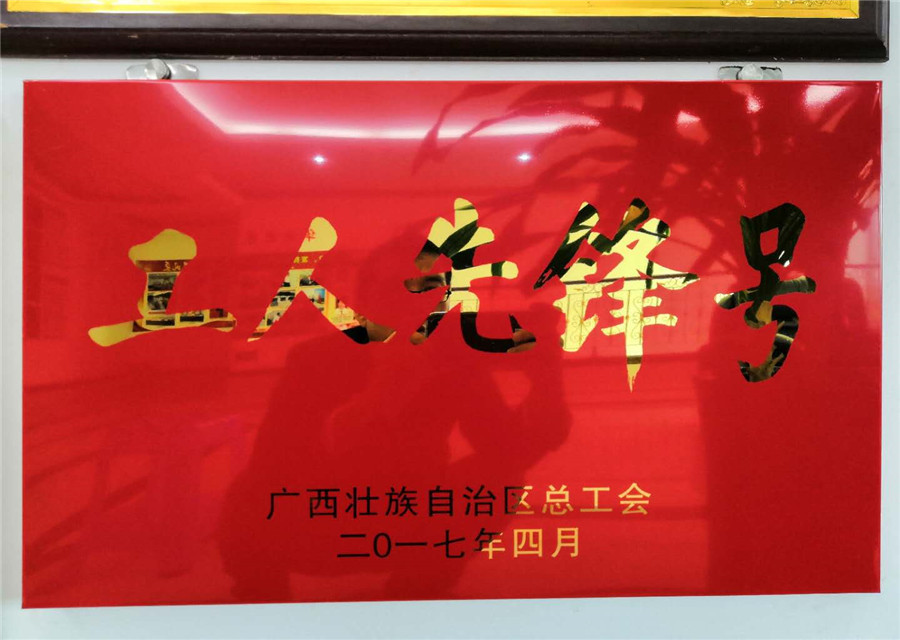 工人先锋号
广西壮族自治区总工会
二〇一七年四月